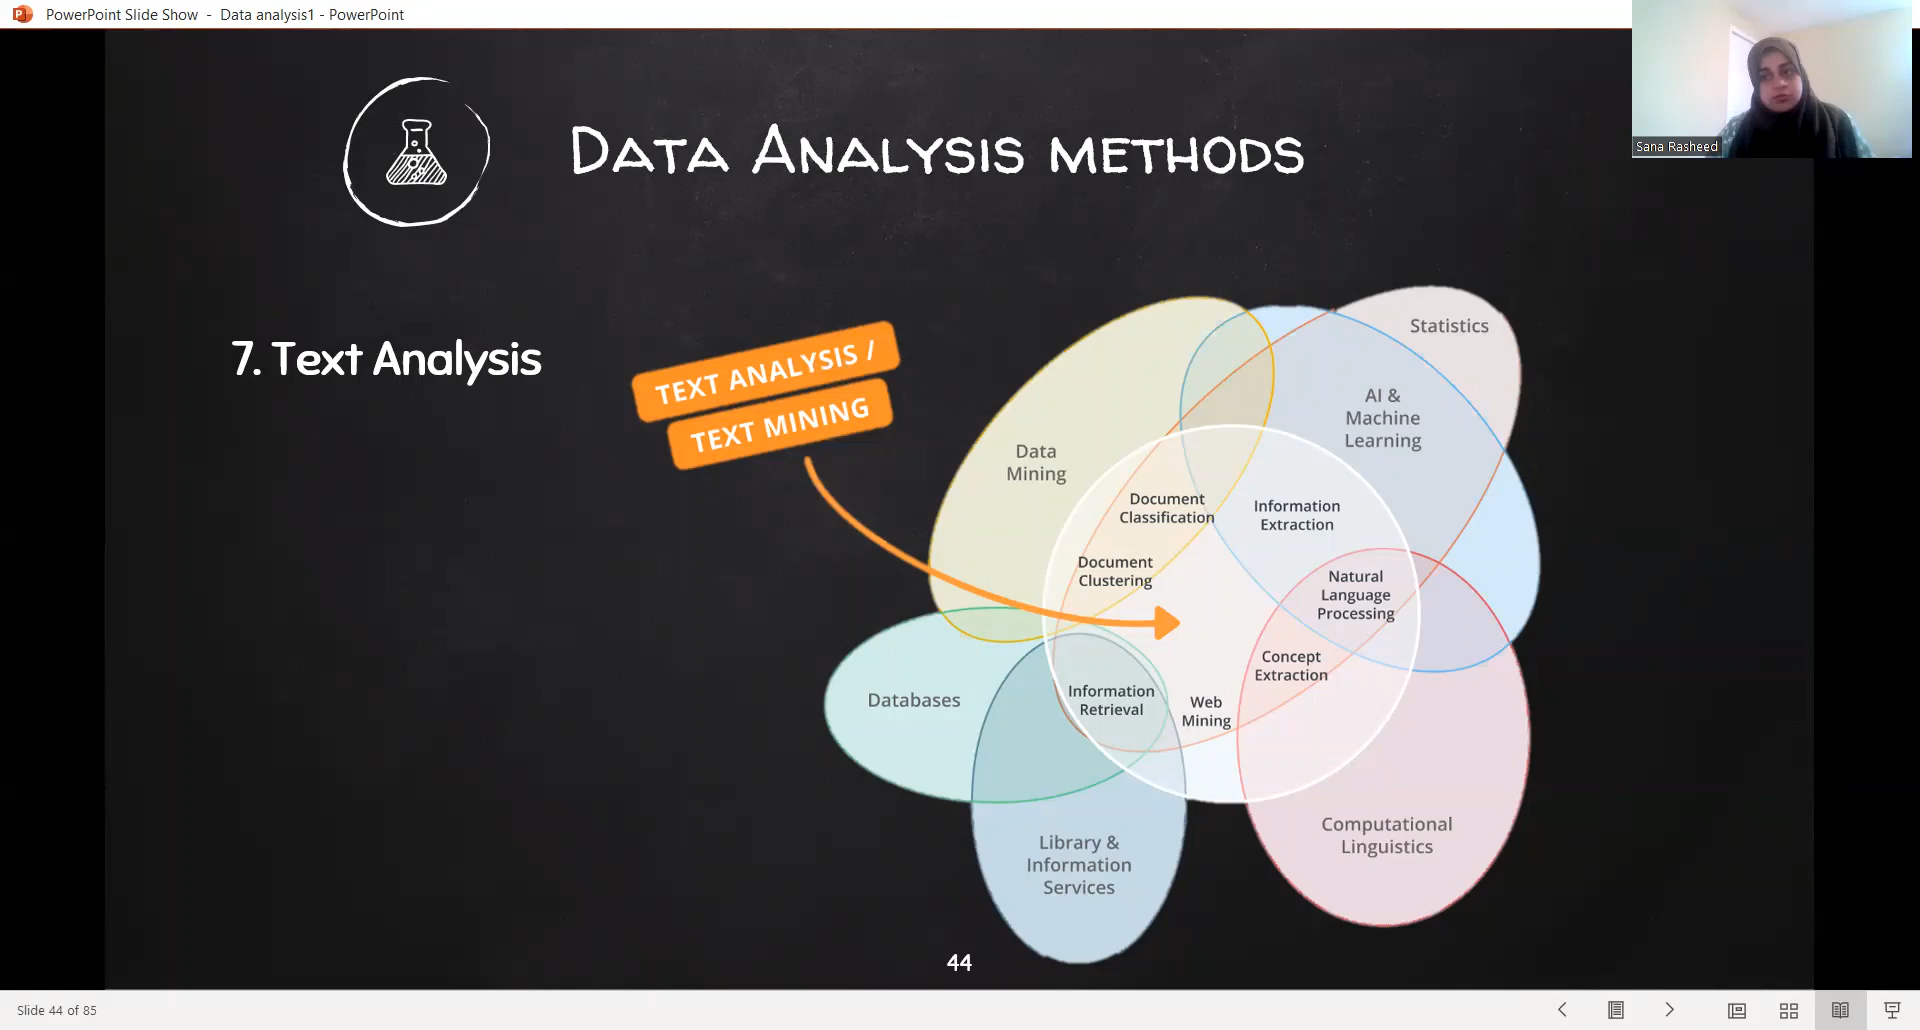 PowerPoint Slide Show  -  Data analysis1 - PowerPoint
Sana Rasheed
DATA ANALYSIS METHODS
7. Text Analysis
TEXT ANALYSIS /
TEXT MINING
Statistics
AI &
Machine
Learning
Data
Mining
Document
Classification
Information
Extraction
Document
Clustering
Natural
Language
Processing
Concept
Extraction
Databases
Information
Retrieval
Web
Mining
Computational
Linguistics
Library &
Information
Services
44
Slide 44 of 85